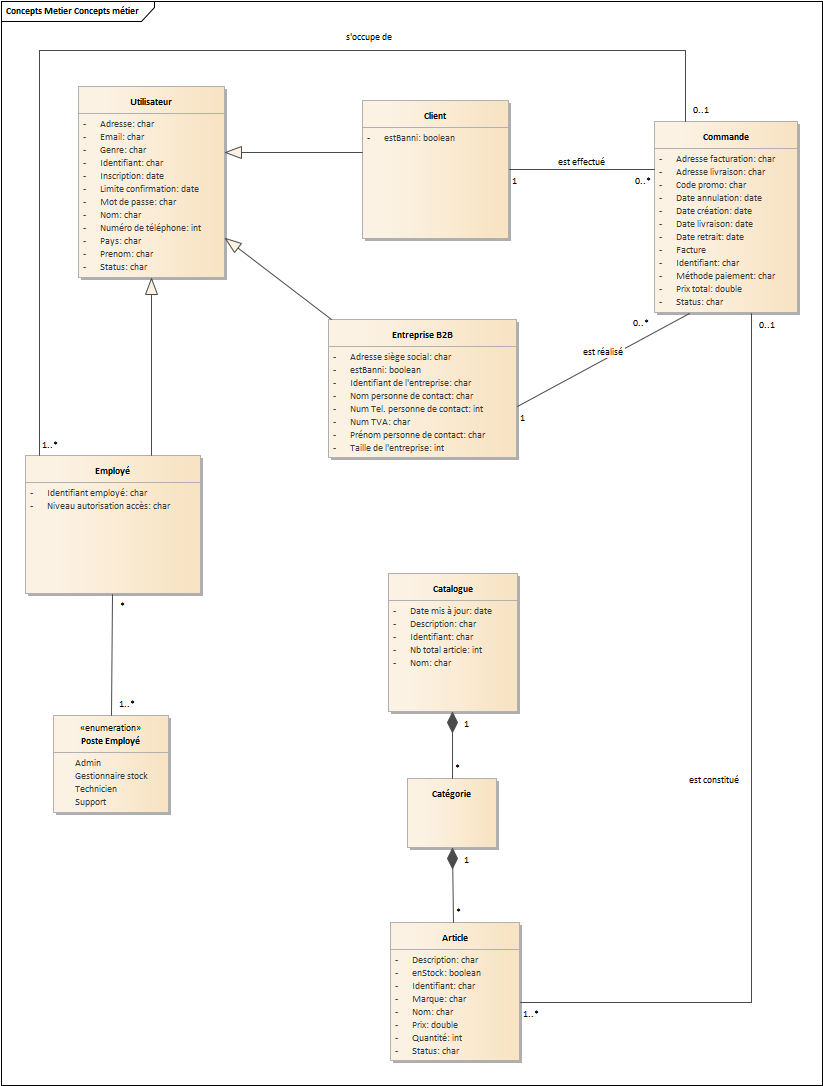 Concepts Metier Concepts métier
s'occupe de
Utilisateur
- Adresse: char
- Email: char
- Genre: char
- Identifiant: char
- Inscription: date
- Limite confirmation: date
- Mot de passe: char
- Nom: char
- Numéro de téléphone: int
- Pays: char
- Prenom: char
- Status: char
Client
- estBanni: boolean
0..1
Commande
- Adresse facturation: char
- Adresse livraison: char
- Code promo: char
- Date annulation: date
- Date création: date
- Date livraison: date
- Date retrait: date
- Facture
- Identifiant: char
- Méthode paiement: char
- Prix total: double
- Status: char
est effectué
1
0..*
Entreprise B2B
- Adresse siège social: char
- estBanni: boolean
- Identifiant de l'entreprise: char
- Nom personne de contact: char
- Num Tel. personne de contact: int
- Num TVA: char
- Prénom personne de contact: char
- Taille de l'entreprise: int
0..*
0..1
est réalisé
1
1..*
Employé
- Identifiant employé: char
- Niveau autorisation accès: char
*
1..*
«enumeration»
Poste Employé
Admin
Gestionnaire stock
Technicien
Support
Catalogue
- Date mis à jour: date
- Description: char
- Identifiant: char
- Nb total article: int
- Nom: char
1
*
Catégorie
est constitué
1
*
Article
- Description: char
- enStock: boolean
- Identifiant: char
- Marque: char
- Nom: char
- Prix: double
- Quantité: int
- Status: char
1..*